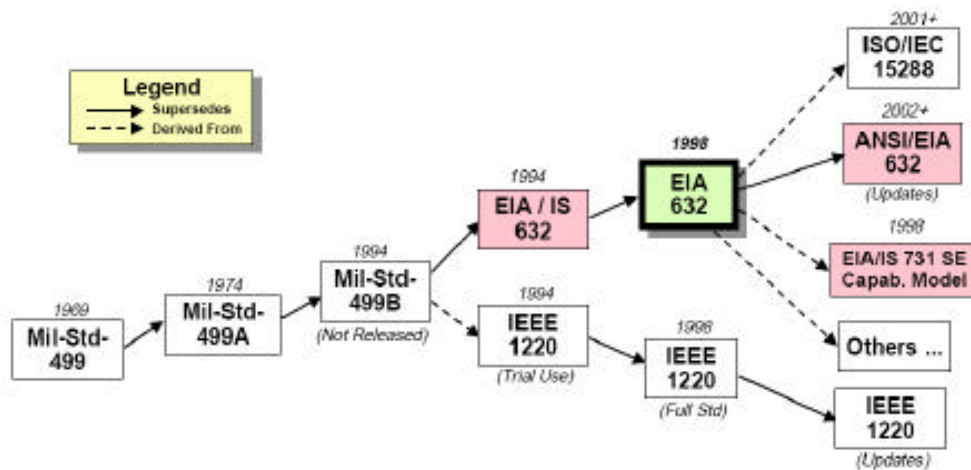 Legend
Supersedes
Derived From
1969
Mil-Std-
499
1974
Mil-Std-
499A
1994
Mil-Std-
499B
(Not Released)
1994
EIA / IS
632
1994
IEEE
1220
(Trial Use)
1998
EIA
632
1998
IEEE
1220
(Full Std)
2001+
ISO/IEC
15288
2002+
ANSI/EIA
632
(Updates)
1998
EIA/IS 731 SE
Capab. Model
Others ...
IEEE
1220
(Updates)